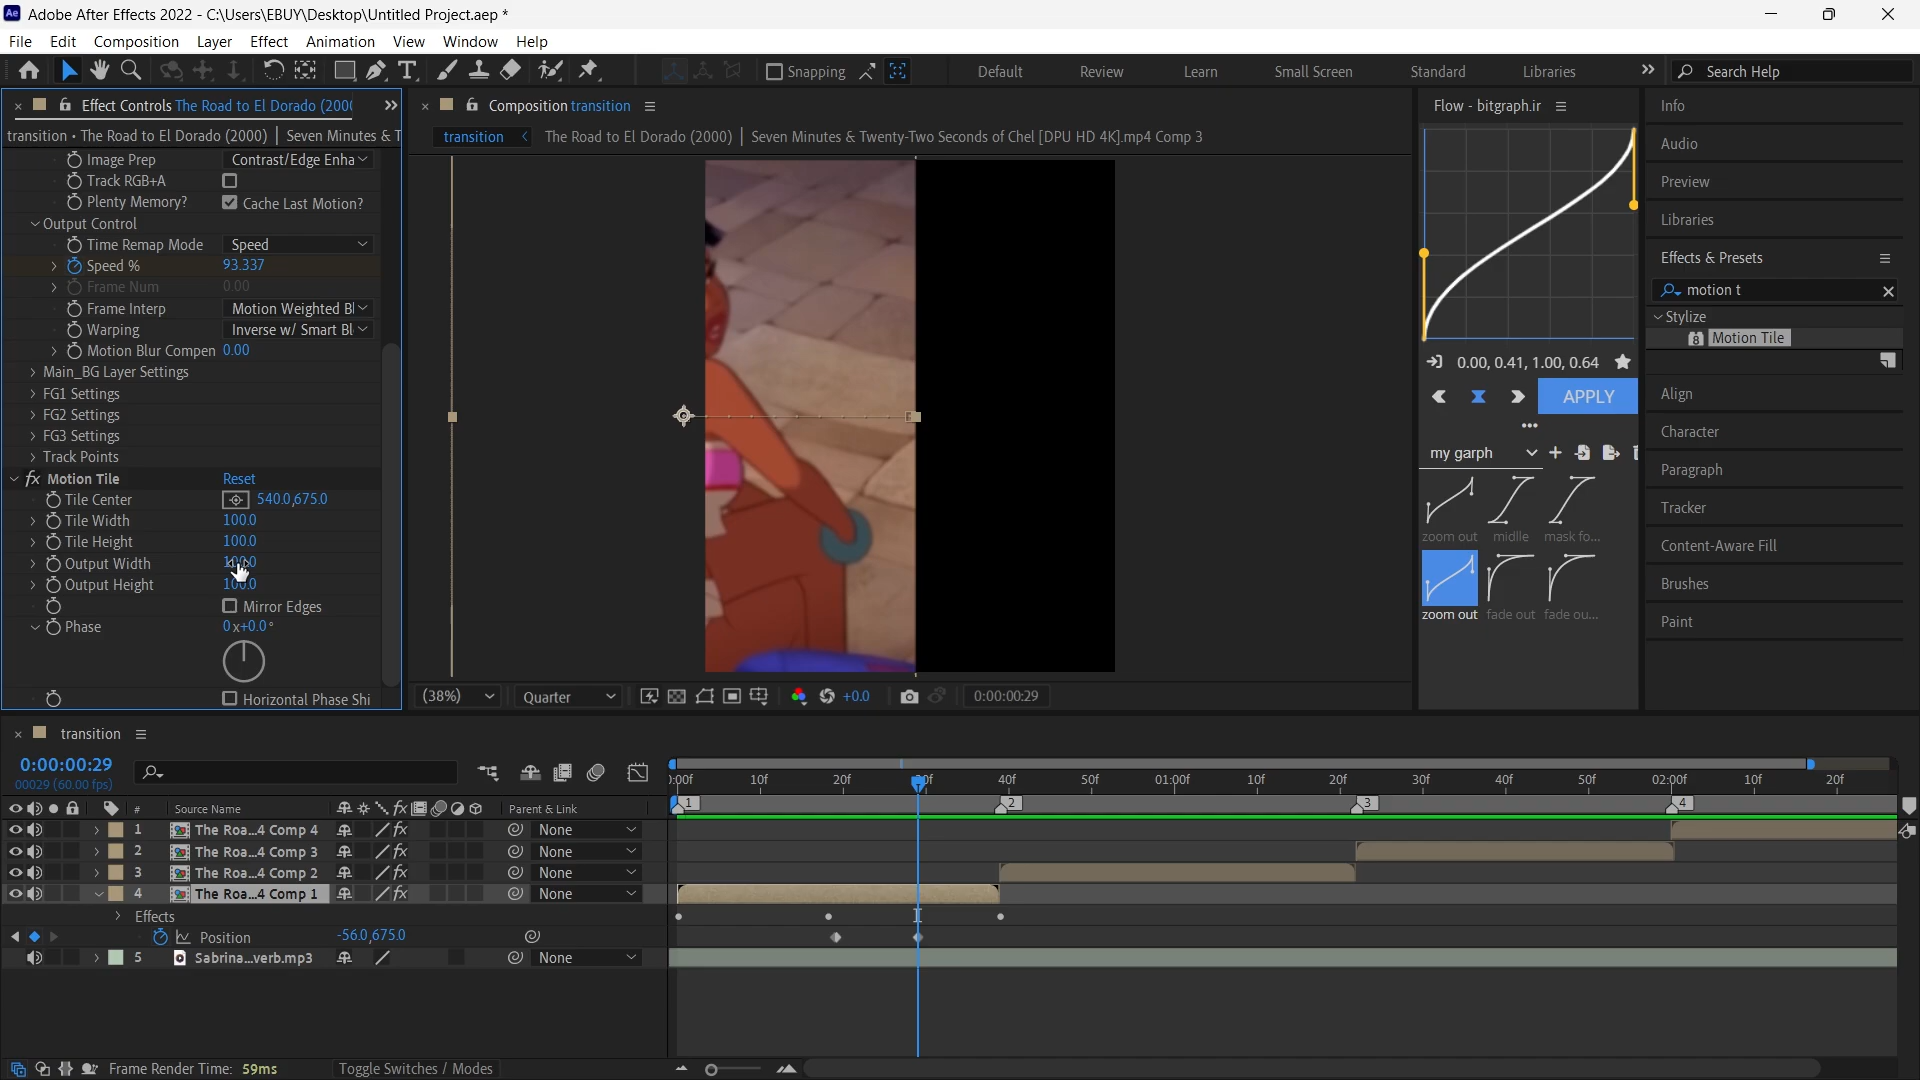 Adobe After Effects 2022 - C:\Users\EBUY\Desktop\Untitled Project.aep *
File Edit Composition Layer Effect Animation View Window Help
Snapping Default Review Learn Small Screen Standard Libraries Search Help
Effect Controls The Road to El Dorado (2000
transition • The Road to El Dorado (2000) | Seven Minutes & T
Image Prep Contrast/Edge Enha
Track RGB+A
Plenty Memory? Cache Last Motion?
Output Control
Time Remap Mode Speed
Speed % 93.337
Frame Num 0.00
Frame Interp Motion Weighted Bl
Warping Inverse w/ Smart Bl
Motion Blur Compen 0.00
Main_BG Layer Settings
FG1 Settings
FG2 Settings
FG3 Settings
Track Points
fx Motion Tile Reset
Tile Center 540.0,675.0
Tile Width 100.0
Tile Height 100.0
Output Width
Output Height 100.0
Mirror Edges
Phase 0x+0.0°
Horizontal Phase Shi
Composition transition
transition < The Road to El Dorado (2000) | Seven Minutes & Twenty-Two Seconds of Chel [DPU HD 4K].mp4 Comp 3
(38%) Quarter +0.0 0:00:00:29
Flow - bitgraph.ir
0.00, 0.41, 1.00, 0.64
APPLY
my garph
zoom out midlle mask fo...
zoom out fade out fade ou...
Info
Audio
Preview
Libraries
Effects & Presets
motion t
Stylize
Motion Tile
Align
Character
Paragraph
Tracker
Content-Aware Fill
Brushes
Paint
transition
0:00:00:29
00029 (60.00 fps)
:00f 10f 20f 40f 50f 01:00f 10f 20f 30f 40f 50f 02:00f 10f 20f
# Source Name fx Parent & Link 1 2 3 4
1 The Roa...4 Comp 4 fx None
2 The Roa...4 Comp 3 fx None
3 The Roa...4 Comp 2 fx None
4 The Roa...4 Comp 1 fx None
Effects
Position -56.0,675.0
5 Sabrina...verb.mp3 None
Frame Render Time: 59ms Toggle Switches / Modes